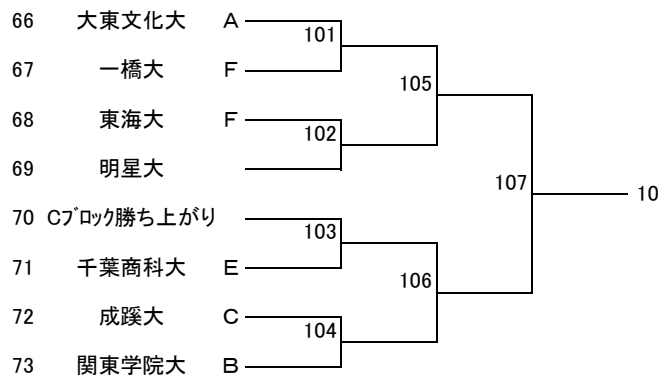 66 大東文化大 A
101
67 一橋大 F
105
68 東海大 F
102
69 明星大
107
10
70 Cブロック勝ち上がり
103
71 千葉商科大 E
106
72 成蹊大 C
104
73 関東学院大 B